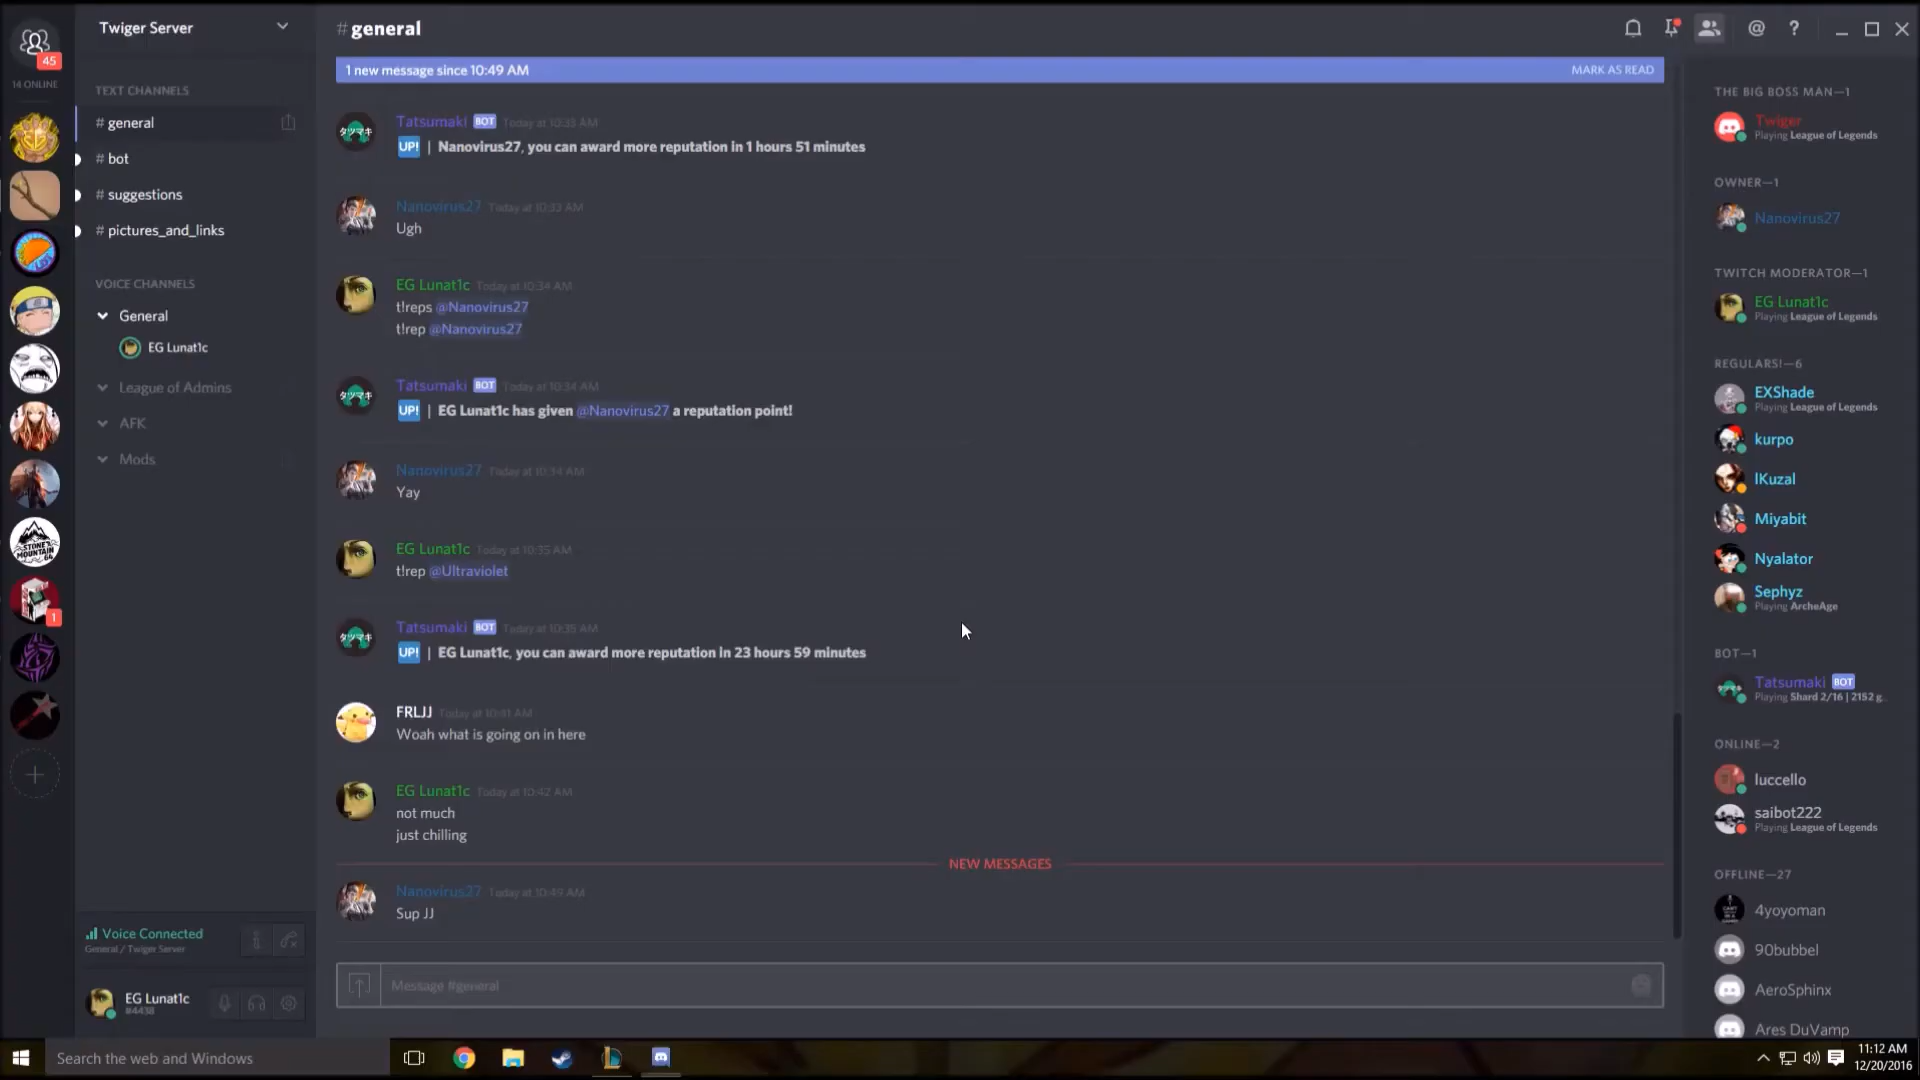 45
14 ONLINE
1
Twiger Server
TEXT CHANNELS
# general
# bot
# suggestions
# pictures_and_links
VOICE CHANNELS
General
EG Lunat1c
League of Admins
AFK
Mods
Voice Connected
General / Twiger Server
EG Lunat1c
#4438
# general
1 new message since 10:49 AM
MARK AS READ
Tatsumaki BOT Today at 10:33 AM
UP! | Nanovirus27, you can award more reputation in 1 hours 51 minutes
Nanovirus27 Today at 10:33 AM
Ugh
EG Lunat1c Today at 10:34 AM
t!reps @Nanovirus27
t!rep @Nanovirus27
Tatsumaki BOT Today at 10:34 AM
UP! | EG Lunat1c has given @Nanovirus27 a reputation point!
Nanovirus27 Today at 10:34 AM
Yay
EG Lunat1c Today at 10:35 AM
t!rep @Ultraviolet
Tatsumaki BOT Today at 10:35 AM
UP! | EG Lunat1c, you can award more reputation in 23 hours 59 minutes
FRLJJ Today at 10:41 AM
Woah what is going on in here
EG Lunat1c Today at 10:42 AM
not much
just chilling
NEW MESSAGES
Nanovirus27 Today at 10:49 AM
Sup JJ
Message #general
THE BIG BOSS MAN—1
Twiger
Playing League of Legends
OWNER—1
Nanovirus27
TWITCH MODERATOR—1
EG Lunat1c
Playing League of Legends
REGULARS!—6
EXShade
Playing League of Legends
kurpo
lKuzal
Miyabit
Nyalator
Sephyz
Playing ArcheAge
BOT—1
Tatsumaki BOT
Playing Shard 2/16 | 2152 g..
ONLINE—2
luccello
saibot222
Playing League of Legends
OFFLINE—27
4yoyoman
90bubbel
AeroSphinx
Ares DuVamp
Search the web and Windows
11:12 AM
12/20/2016